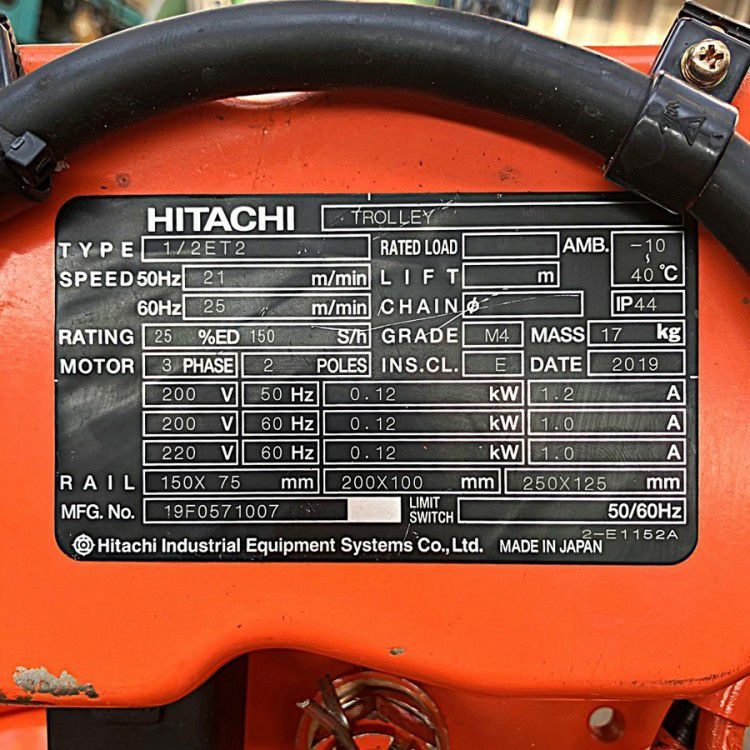 HITACHI TROLLEY
TYPE 1/2ET2 RATED LOAD AMB. -10 ~ 40 °C
SPEED 50Hz 21 m/min LIFT m
60Hz 25 m/min CHAIN ϕ IP44
RATING 25 %ED 150 S/h GRADE M4 MASS 17 kg
MOTOR 3 PHASE 2 POLES INS.CL. E DATE 2019
200 V 50 Hz 0.12 kW 1.2 A
200 V 60 Hz 0.12 kW 1.0 A
220 V 60 Hz 0.12 kW 1.0 A
RAIL 150X 75 mm 200X100 mm 250X125 mm
MFG. No. 19F0571007 LIMIT SWITCH 50/60Hz
2-E1152A
Hitachi Industrial Equipment Systems Co., Ltd. MADE IN JAPAN